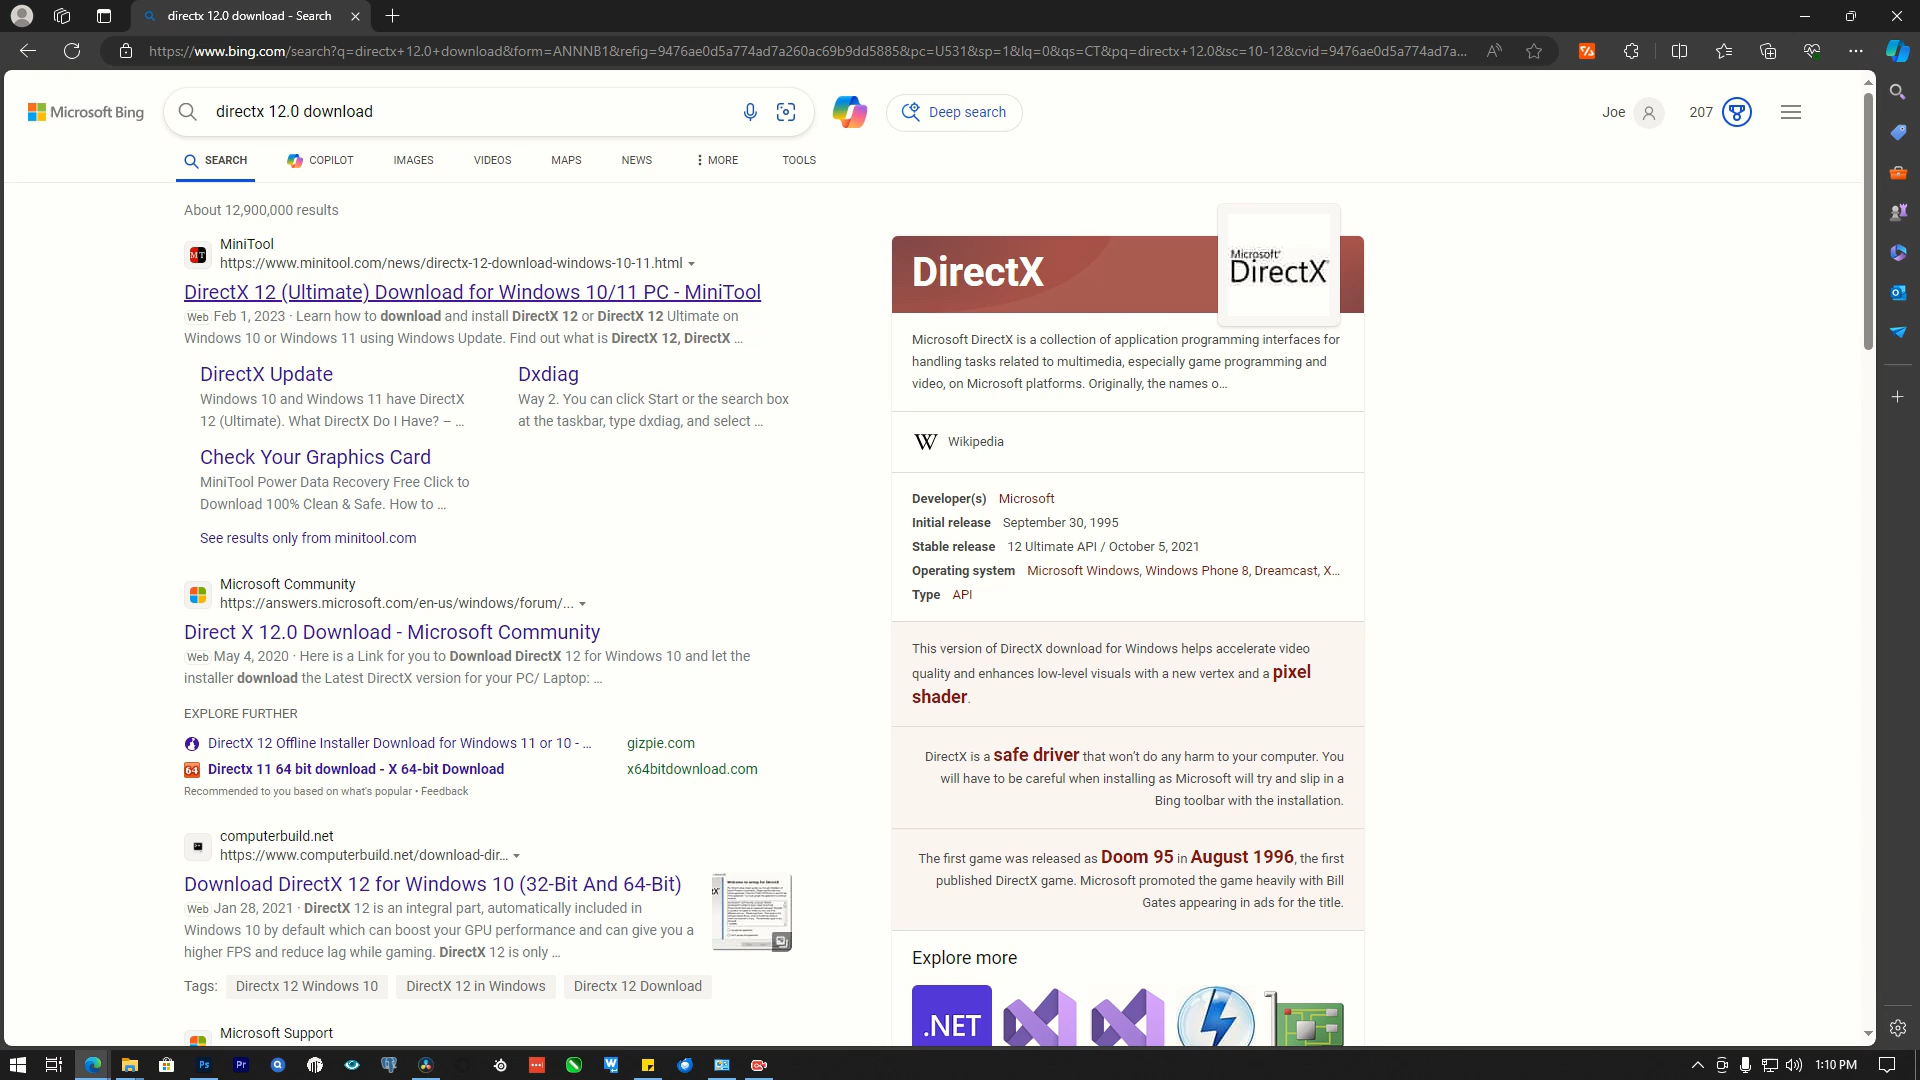 directx 12.0 download - Search
https://www.bing.com/search?q=directx+12.0+download&form=ANNNB1&refig=9476ae0d5a774ad7a260ac69b9dd5885&pc=U531&sp=1&lq=0&qs=CT&pq=directx+12.0&sc=10-12&cvid=9476ae0d5a774ad7a...
Microsoft Bing
directx 12.0 download
Deep search
Joe
207
SEARCH COPILOT IMAGES VIDEOS MAPS NEWS MORE TOOLS
About 12,900,000 results
MT
MiniTool
https://www.minitool.com/news/directx-12-download-windows-10-11.html
DirectX 12 (Ultimate) Download for Windows 10/11 PC - MiniTool
Web Feb 1, 2023 · Learn how to download and install DirectX 12 or DirectX 12 Ultimate on
Windows 10 or Windows 11 using Windows Update. Find out what is DirectX 12, DirectX ...
DirectX Update
Windows 10 and Windows 11 have DirectX
12 (Ultimate). What DirectX Do I Have? – ...
Dxdiag
Way 2. You can click Start or the search box
at the taskbar, type dxdiag, and select ...
Check Your Graphics Card
MiniTool Power Data Recovery Free Click to
Download 100% Clean & Safe. How to ...
See results only from minitool.com
Microsoft Community
https://answers.microsoft.com/en-us/windows/forum/...
Direct X 12.0 Download - Microsoft Community
Web May 4, 2020 · Here is a Link for you to Download DirectX 12 for Windows 10 and let the
installer download the Latest DirectX version for your PC/ Laptop: ...
EXPLORE FURTHER
DirectX 12 Offline Installer Download for Windows 11 or 10 - ... gizpie.com
64 Directx 11 64 bit download - X 64-bit Download x64bitdownload.com
Recommended to you based on what's popular • Feedback
computerbuild.net
https://www.computerbuild.net/download-dir...
Download DirectX 12 for Windows 10 (32-Bit And 64-Bit)
Web Jan 28, 2021 · DirectX 12 is an integral part, automatically included in
Windows 10 by default which can boost your GPU performance and can give you a
higher FPS and reduce lag while gaming. DirectX 12 is only ...
Tags: Directx 12 Windows 10 DirectX 12 in Windows Directx 12 Download
Microsoft Support
DirectX
Microsoft®
DirectX
Microsoft DirectX is a collection of application programming interfaces for
handling tasks related to multimedia, especially game programming and
video, on Microsoft platforms. Originally, the names o...
W Wikipedia
Developer(s) Microsoft
Initial release September 30, 1995
Stable release 12 Ultimate API / October 5, 2021
Operating system Microsoft Windows, Windows Phone 8, Dreamcast, X...
Type API
This version of DirectX download for Windows helps accelerate video
quality and enhances low-level visuals with a new vertex and a pixel
shader.
DirectX is a safe driver that won't do any harm to your computer. You
will have to be careful when installing as Microsoft will try and slip in a
Bing toolbar with the installation.
The first game was released as Doom 95 in August 1996, the first
published DirectX game. Microsoft promoted the game heavily with Bill
Gates appearing in ads for the title.
Explore more
.NET
Ps
Pr
1:10 PM